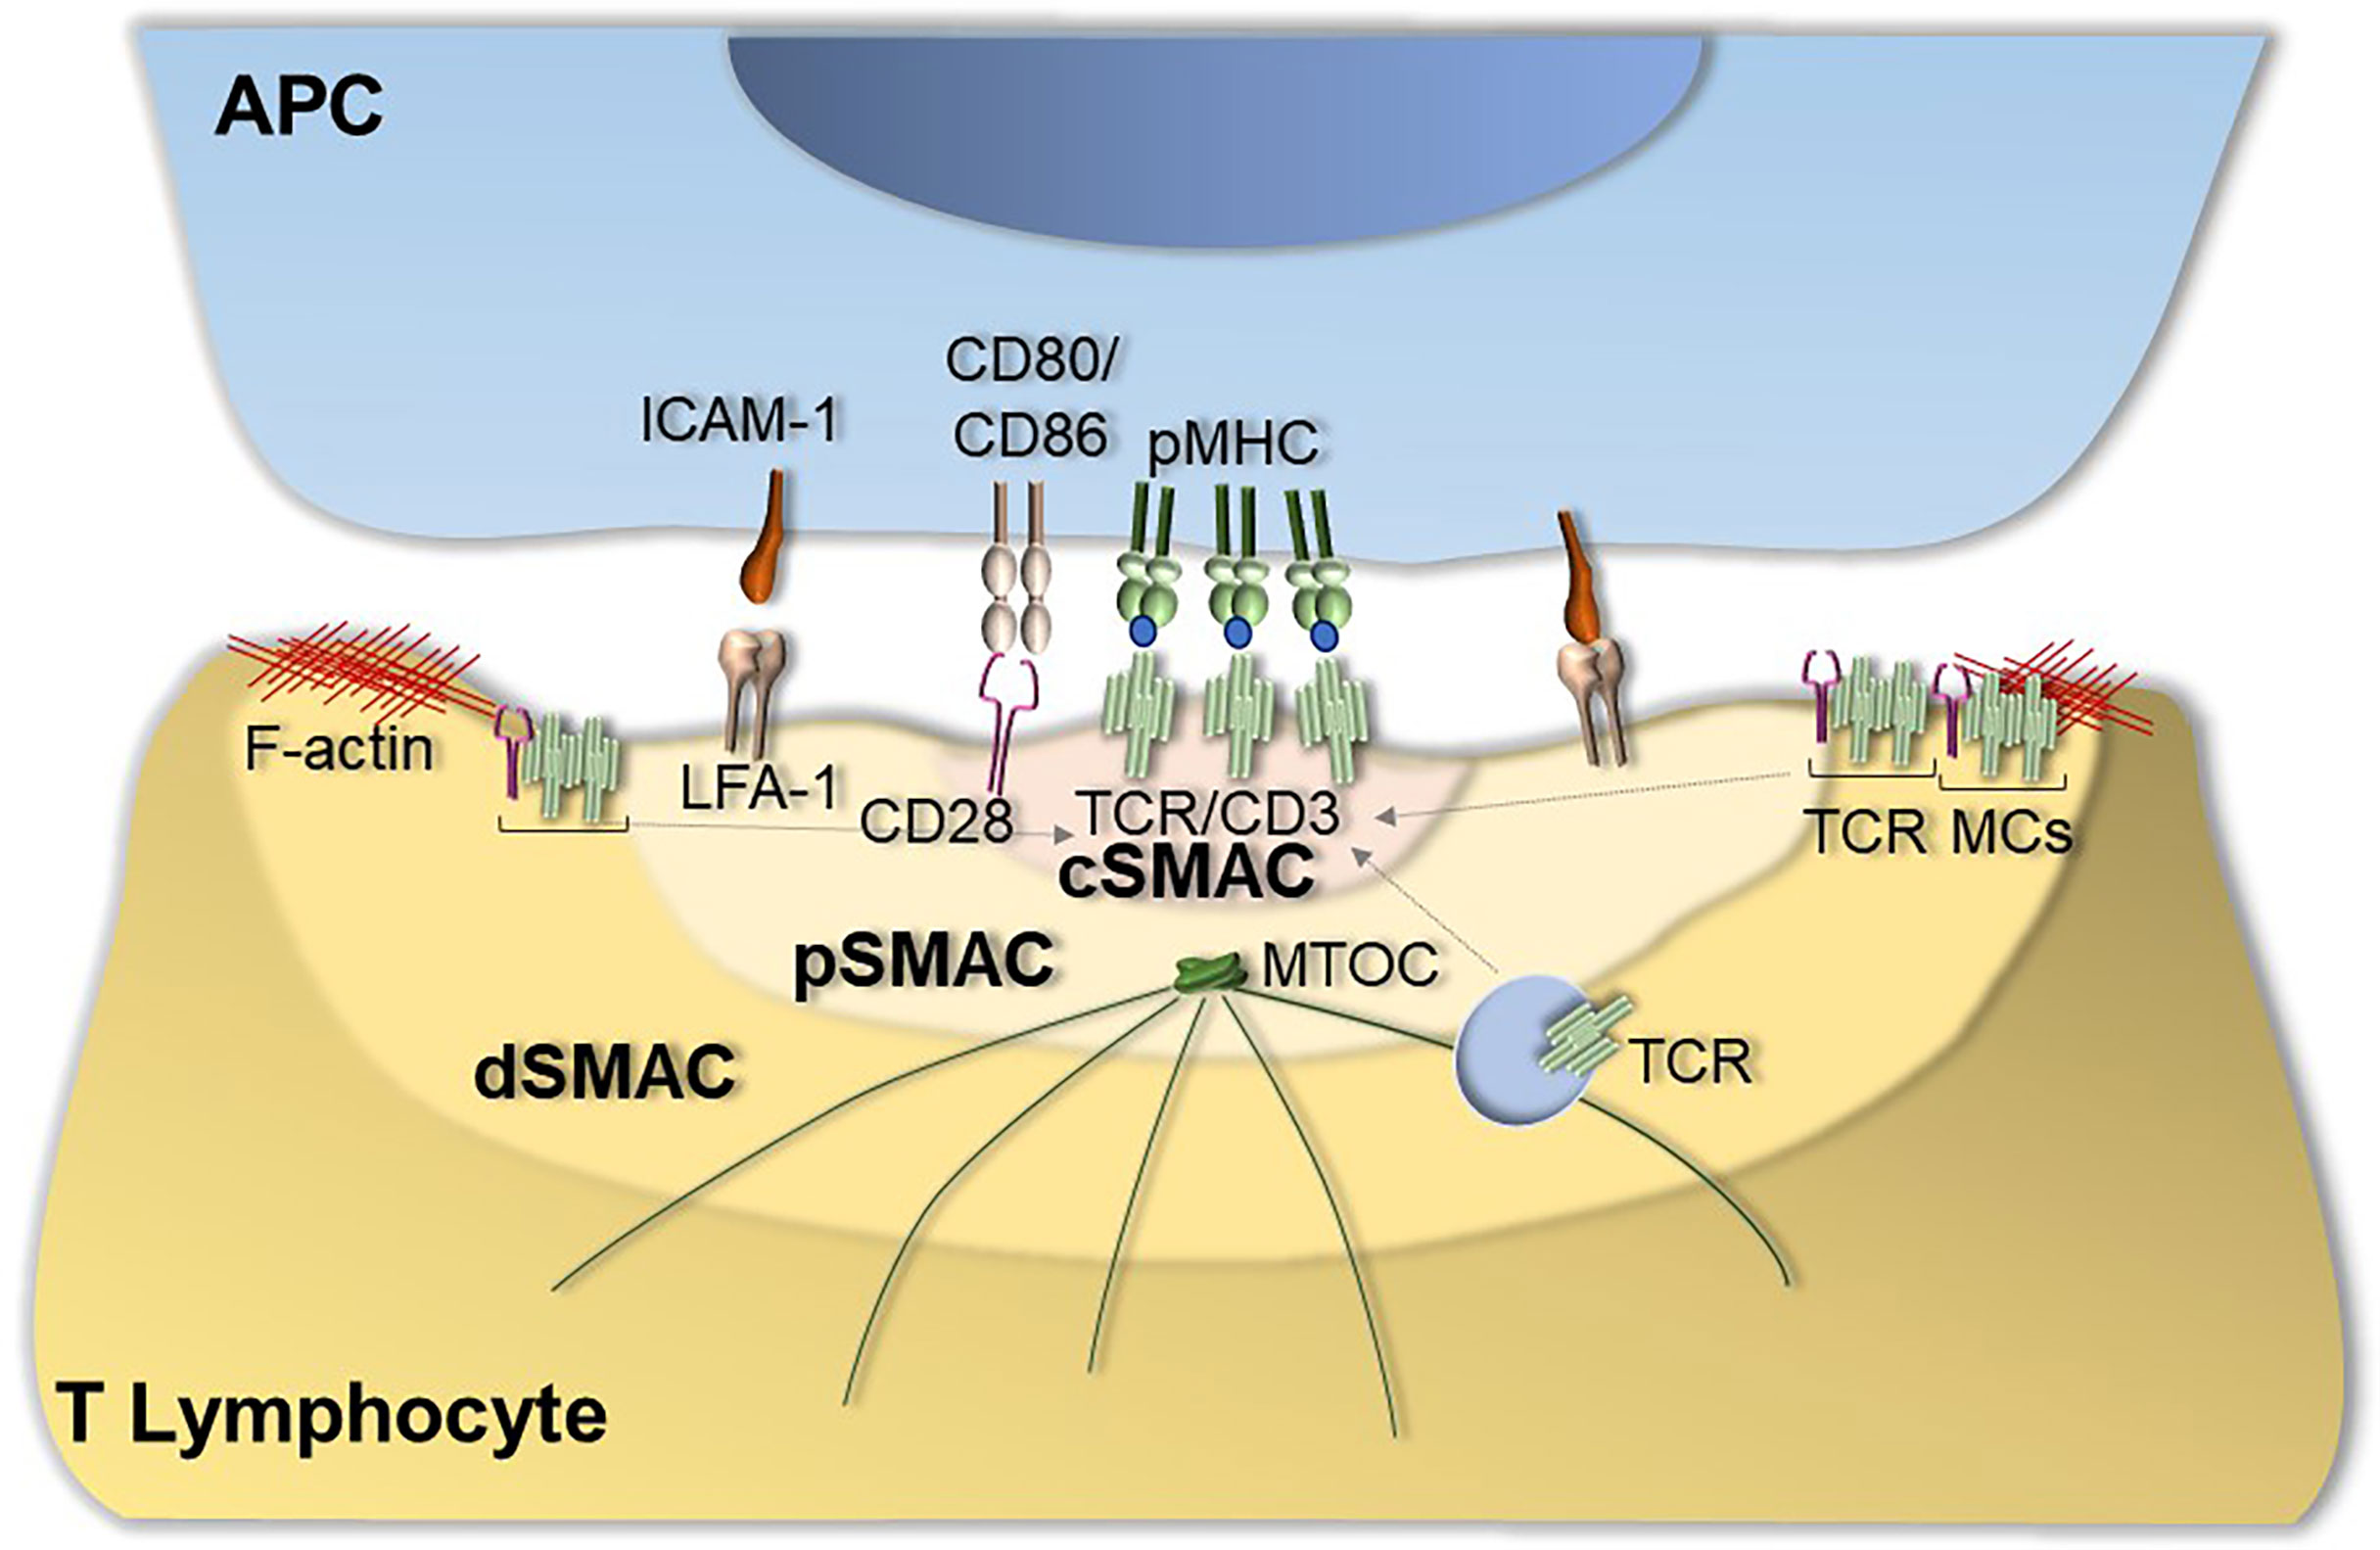 APC
CD80/
CD86
ICAM-1
pMHC
F-actin
LFA-1
CD28
TCR/CD3
cSMAC
TCR MCs
pSMAC
MTOC
dSMAC
TCR
T Lymphocyte